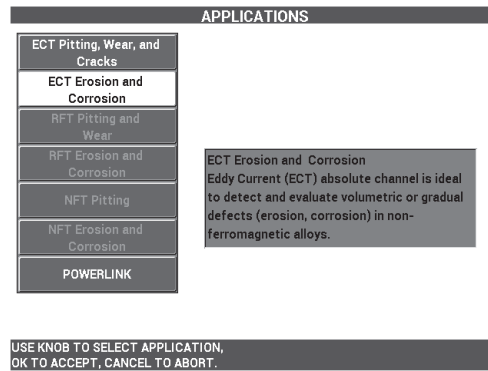 APPLICATIONS
ECT Pitting, Wear, and
Cracks
ECT Erosion and
Corrosion
RFT Pitting and
Wear
RFT Erosion and
Corrosion
NFT Pitting
NFT Erosion and
Corrosion
POWERLINK
ECT Erosion and Corrosion
Eddy Current (ECT) absolute channel is ideal
to detect and evaluate volumetric or gradual
defects (erosion, corrosion) in non-
ferromagnetic alloys.
USE KNOB TO SELECT APPLICATION,
OK TO ACCEPT, CANCEL TO ABORT.